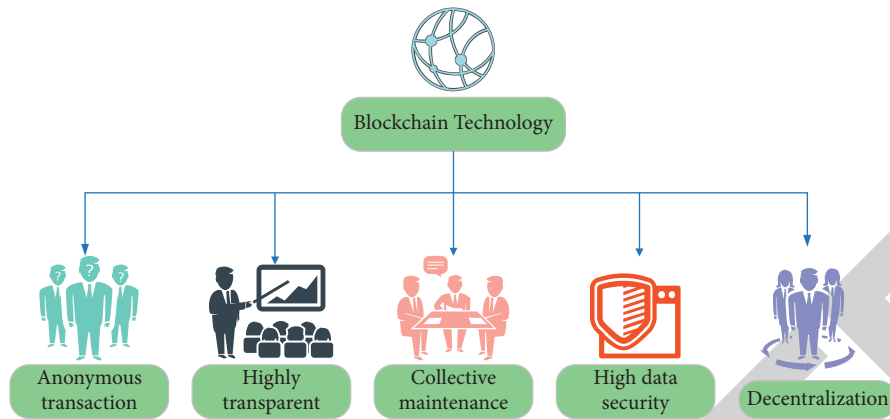 Blockchain Technology
Anonymous
transaction
Highly
transparent
Collective
maintenance
High data
security
Decentralization